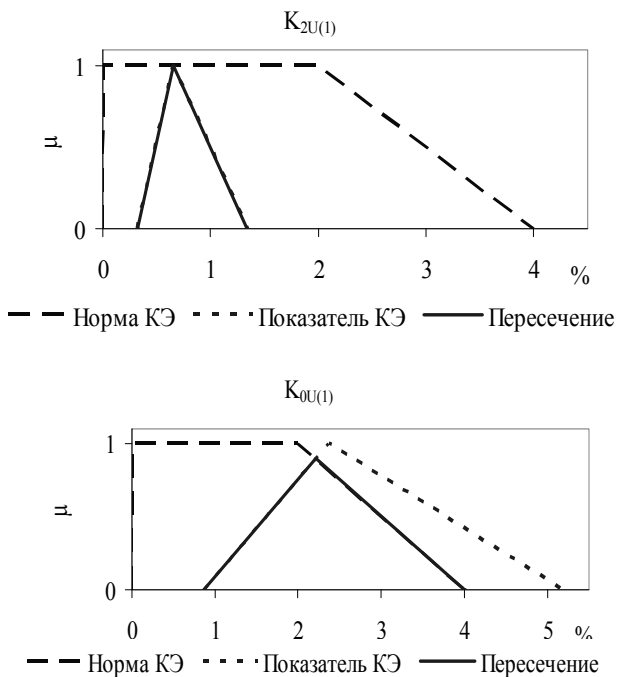 K2U(1)
1
μ
0
0 1 2 3 4 %
Норма КЭ Показатель КЭ Пересечение
K0U(1)
1
μ
0
0 1 2 3 4 5 %
Норма КЭ Показатель КЭ Пересечение